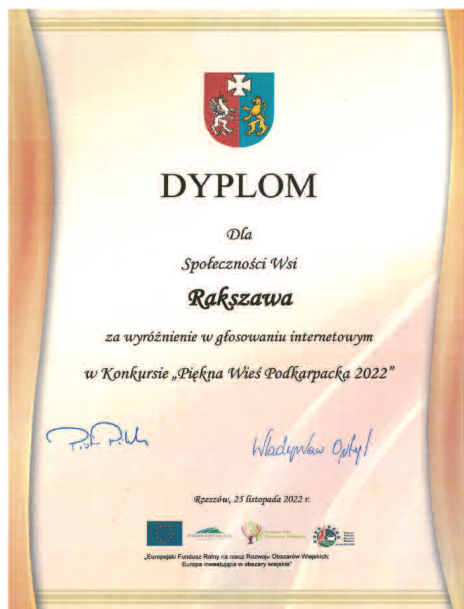 DYPLOM
Dla
Społeczności Wsi
Rakszawa
za wyróżnienie w głosowaniu internetowym
w Konkursie „Piękna Wieś Podkarpacka 2022”
Władysław Ortyl
Rzeszów, 25 listopada 2022 r.
„Europejski Fundusz Rolny na rzecz Rozwoju Obszarów Wiejskich:
Europa inwestująca w obszary wiejskie”